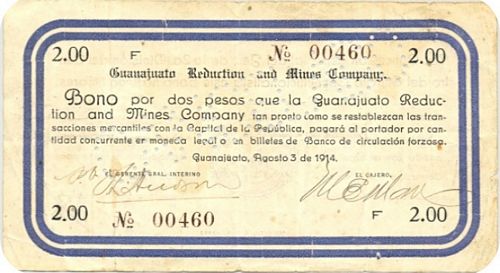 2.00 F No 00460 2.00
Guanajuato Reduction and Mines Company.
Bono por dos pesos que la Guanajuato Reduc-
tion and Mines Company tan pronto como se restablezcan las tran-
sacciones mercantiles con la Capital de la República, pagará al portador por can-
tidad concurrente en moneda legal o en billetes de Banco de circulación forzosa.
Guanajuato, Agosto 3 de 1914.
EL GERENTE GRAL. INTERINO EL CAJERO,
2.00 No 00460 F 2.00